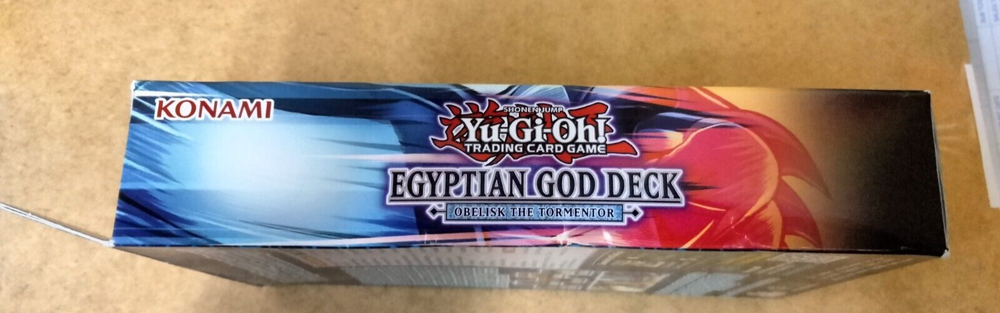 KONAMI
SHONEN JUMP
Yu-Gi-Oh!
TRADING CARD GAME
EGYPTIAN GOD DECK
OBELISK THE TORMENTOR